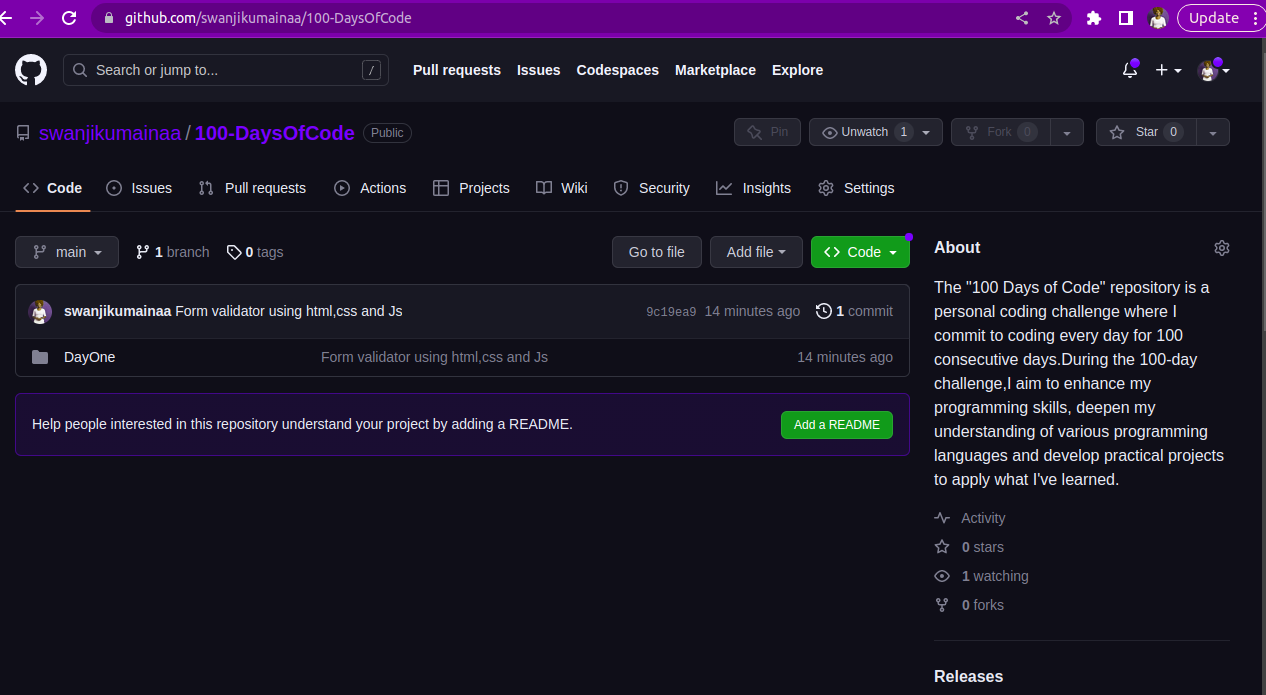 github.com/swanjikumainaa/100-DaysOfCode
Update
Search or jump to...
/
Pull requests
Issues
Codespaces
Marketplace
Explore
swanjikumainaa / 100-DaysOfCode
Public
Pin
Unwatch 1
Fork 0
Star 0
Code
Issues
Pull requests
Actions
Projects
Wiki
Security
Insights
Settings
main
1 branch
0 tags
Go to file
Add file
Code
swanjikumainaa Form validator using html,css and Js
9c19ea9 14 minutes ago
1 commit
DayOne
Form validator using html,css and Js
14 minutes ago
Help people interested in this repository understand your project by adding a README.
Add a README
About
The "100 Days of Code" repository is a
personal coding challenge where I
commit to coding every day for 100
consecutive days.During the 100-day
challenge,I aim to enhance my
programming skills, deepen my
understanding of various programming
languages and develop practical projects
to apply what I've learned.
Activity
0 stars
1 watching
0 forks
Releases